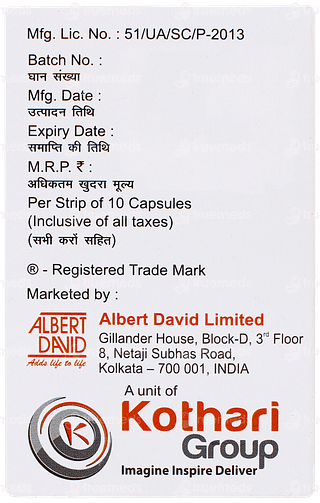 Mfg. Lic. No. : 51/UA/SC/P-2013
Batch No. :
घान संख्या
Mfg. Date :
उत्पादन तिथि
Expiry Date :
समाप्ति की तिथि
M.R.P. ₹ :
अधिकतम खुदरा मूल्य
Per Strip of 10 Capsules
(Inclusive of all taxes)
(सभी करों सहित)
® - Registered Trade Mark
Marketed by :
ALBERT
DAVID
Adds life to life
Albert David Limited
Gillander House, Block-D, 3rd Floor
8, Netaji Subhas Road,
Kolkata – 700 001, INDIA
A unit of
K
Kothari
Group
Imagine Inspire Deliver